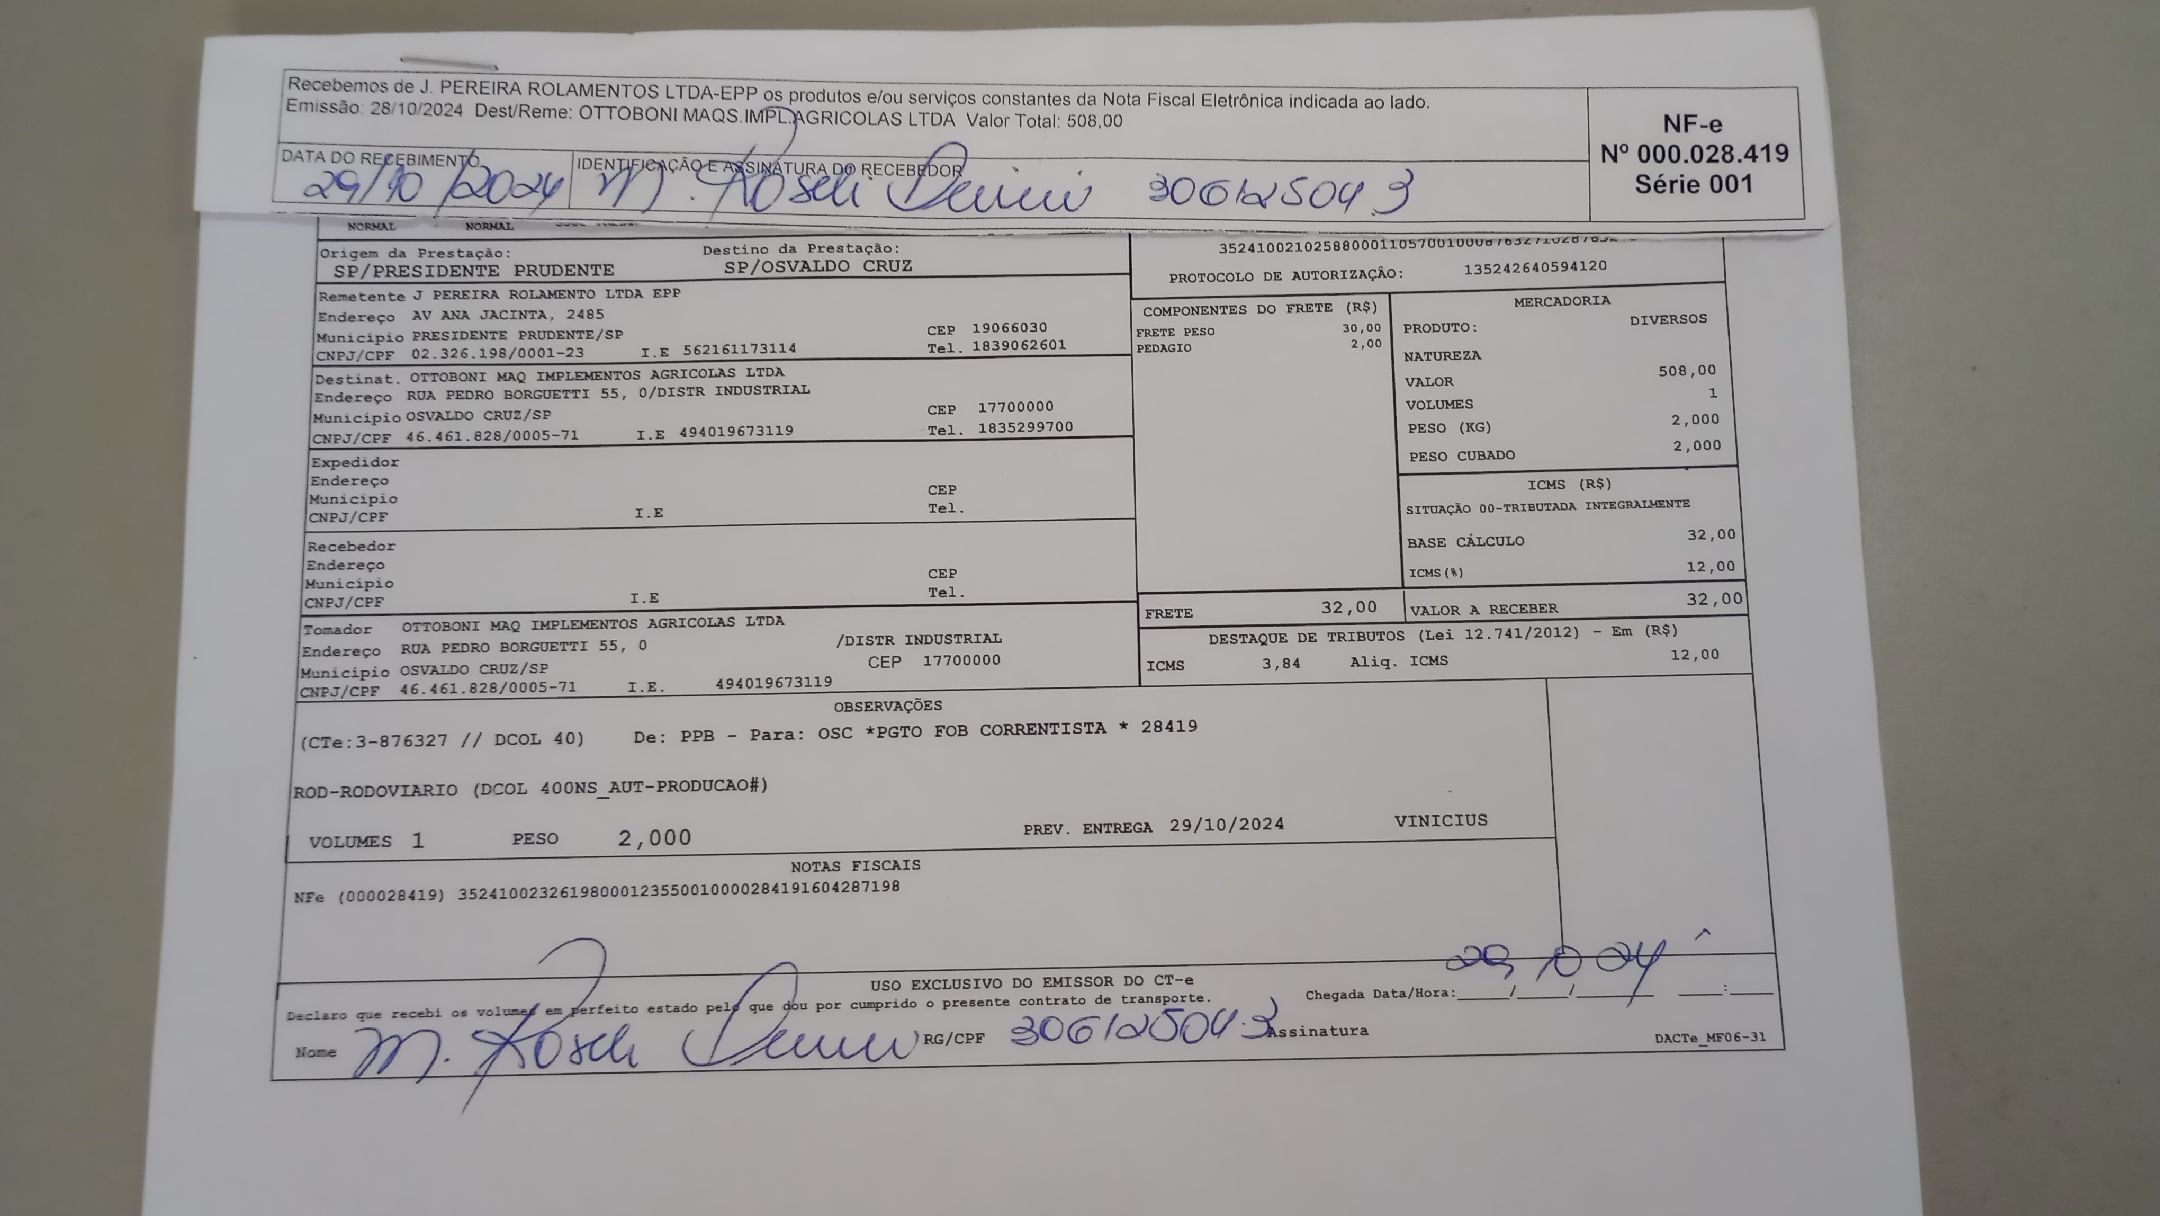 Recebemos de J. PEREIRA ROLAMENTOS LTDA-EPP os produtos e/ou serviços constantes da Nota Fiscal Eletrônica indicada ao lado.
Emissão: 28/10/2024 Dest/Reme: OTTOBONI MAQS.IMPL.AGRICOLAS LTDA Valor Total: 508,00
NF-e
Nº 000.028.419
Série 001
DATA DO RECEBIMENTO
IDENTIFICAÇÃO E ASSINATURA DO RECEBEDOR
29/10/2024 M. Roseli 30612504 3
NORMAL NORMAL
Origem da Prestação: Destino da Prestação:
SP/PRESIDENTE PRUDENTE SP/OSVALDO CRUZ
PROTOCOLO DE AUTORIZAÇÃO: 135242640594120
Remetente J PEREIRA ROLAMENTO LTDA EPP
Endereço AV ANA JACINTA, 2485
Municipio PRESIDENTE PRUDENTE/SP CEP 19066030
CNPJ/CPF 02.326.198/0001-23 I.E 562161173114 Tel. 1839062601
Destinat. OTTOBONI MAQ IMPLEMENTOS AGRICOLAS LTDA
Endereço RUA PEDRO BORGUETTI 55, 0/DISTR INDUSTRIAL
Municipio OSVALDO CRUZ/SP CEP 17700000
CNPJ/CPF 46.461.828/0005-71 I.E 494019673119 Tel. 1835299700
Expedidor
Endereço
Municipio CEP
CNPJ/CPF I.E Tel.
Recebedor
Endereço
Municipio CEP
CNPJ/CPF I.E Tel.
Tomador OTTOBONI MAQ IMPLEMENTOS AGRICOLAS LTDA
Endereço RUA PEDRO BORGUETTI 55, 0 /DISTR INDUSTRIAL
Municipio OSVALDO CRUZ/SP CEP 17700000
CNPJ/CPF 46.461.828/0005-71 I.E. 494019673119
COMPONENTES DO FRETE (R$)
FRETE PESO 30,00
PEDAGIO 2,00
MERCADORIA
PRODUTO: DIVERSOS
NATUREZA
VALOR 508,00
VOLUMES 1
PESO (KG) 2,000
PESO CUBADO 2,000
ICMS (R$)
SITUAÇÃO 00-TRIBUTADA INTEGRALMENTE
BASE CÁLCULO 32,00
ICMS(%) 12,00
FRETE 32,00 VALOR A RECEBER 32,00
DESTAQUE DE TRIBUTOS (Lei 12.741/2012) - Em (R$)
ICMS 3,84 Aliq. ICMS 12,00
OBSERVAÇÕES
(CTe:3-876327 // DCOL 40) De: PPB - Para: OSC *PGTO FOB CORRENTISTA * 28419
ROD-RODOVIARIO (DCOL 400NS_AUT-PRODUCAO#)
VOLUMES 1 PESO 2,000 PREV. ENTREGA 29/10/2024 VINICIUS
NOTAS FISCAIS
NFe (000028419) 35241002326198000123550010000284191604287198
USO EXCLUSIVO DO EMISSOR DO CT-e
Declaro que recebi os volumes em perfeito estado pelo que dou por cumprido o presente contrato de transporte.
Chegada Data/Hora:_____/_____/_______ ____:____ 29 10 24
Nome M. Roseli RG/CPF 30612504.3 Assinatura
DACTe_MF06-31